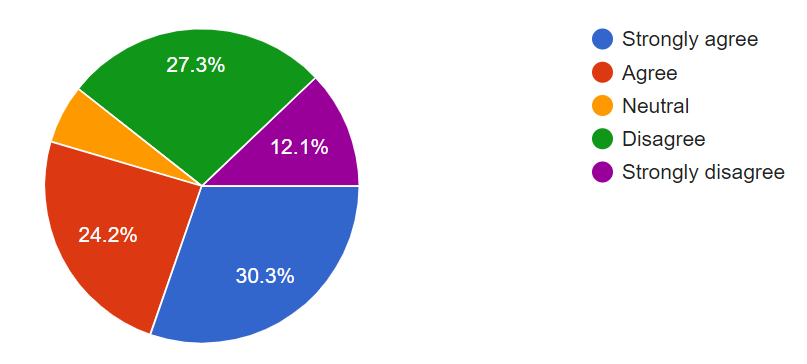 27.3%
12.1%
24.2%
30.3%
Strongly agree
Agree
Neutral
Disagree
Strongly disagree